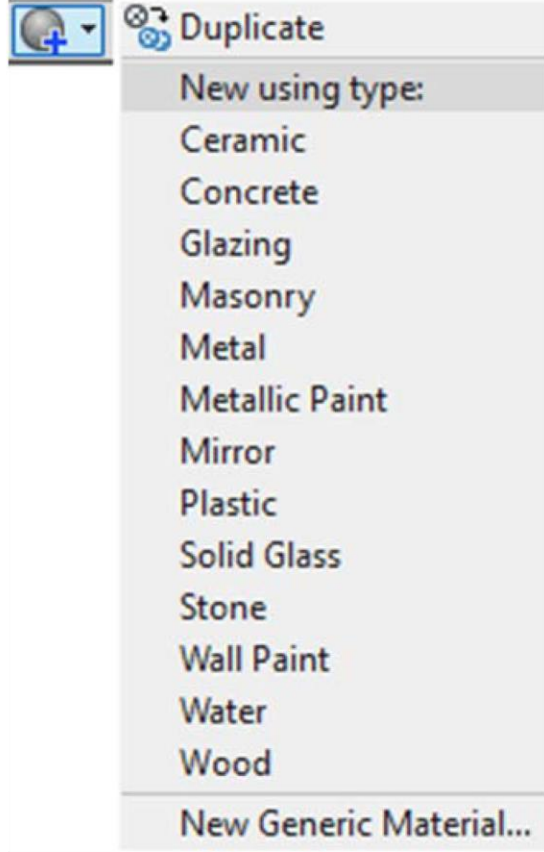 Duplicate
New using type:
Ceramic
Concrete
Glazing
Masonry
Metal
Metallic Paint
Mirror
Plastic
Solid Glass
Stone
Wall Paint
Water
Wood
New Generic Material...